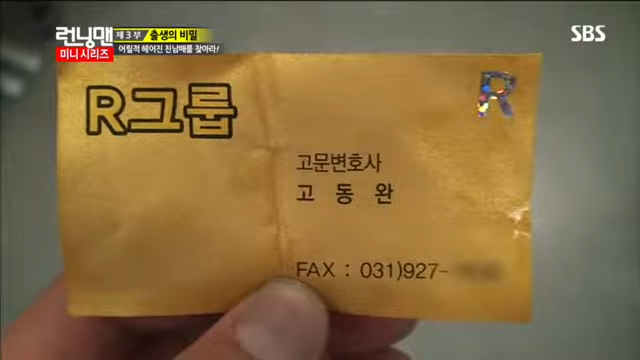 런닝맨
미니시리즈
제3부 출생의 비밀
어릴적 헤어진 친남매를 찾아라!
SBS
R그룹
R
고문변호사
고 동 완
FAX : 031)927-